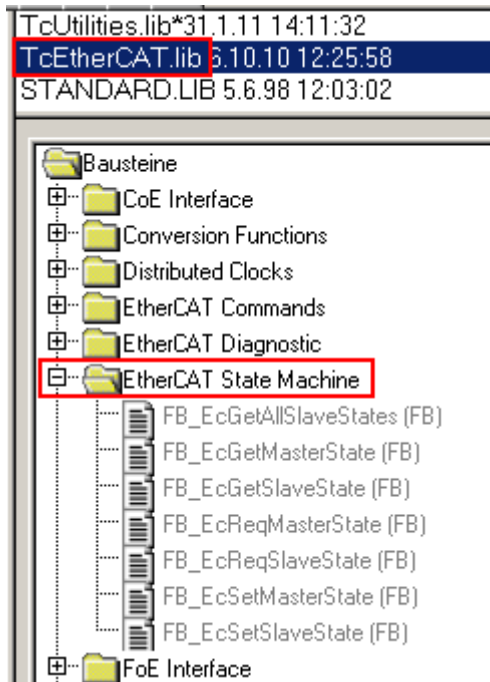 TcUtilities.lib*31.1.11 14:11:32
TcEtherCAT.lib 6.10.10 12:25:58
STANDARD.LIB 5.6.98 12:03:02
Bausteine
CoE Interface
Conversion Functions
Distributed Clocks
EtherCAT Commands
EtherCAT Diagnostic
EtherCAT State Machine
FB_EcGetAllSlaveStates (FB)
FB_EcGetMasterState (FB)
FB_EcGetSlaveState (FB)
FB_EcReqMasterState (FB)
FB_EcReqSlaveState (FB)
FB_EcSetMasterState (FB)
FB_EcSetSlaveState (FB)
FoE Interface